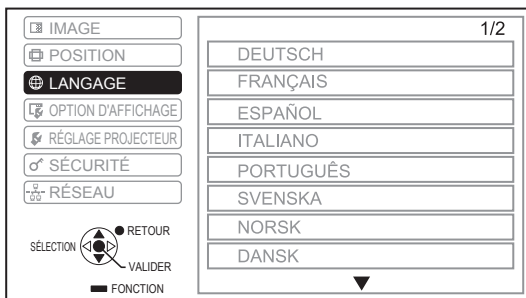 IMAGE
POSITION
LANGAGE
OPTION D'AFFICHAGE
RÉGLAGE PROJECTEUR
SÉCURITÉ
RÉSEAU
RETOUR
SÉLECTION
VALIDER
FONCTION
1/2
DEUTSCH
FRANÇAIS
ESPAÑOL
ITALIANO
PORTUGUÊS
SVENSKA
NORSK
DANSK